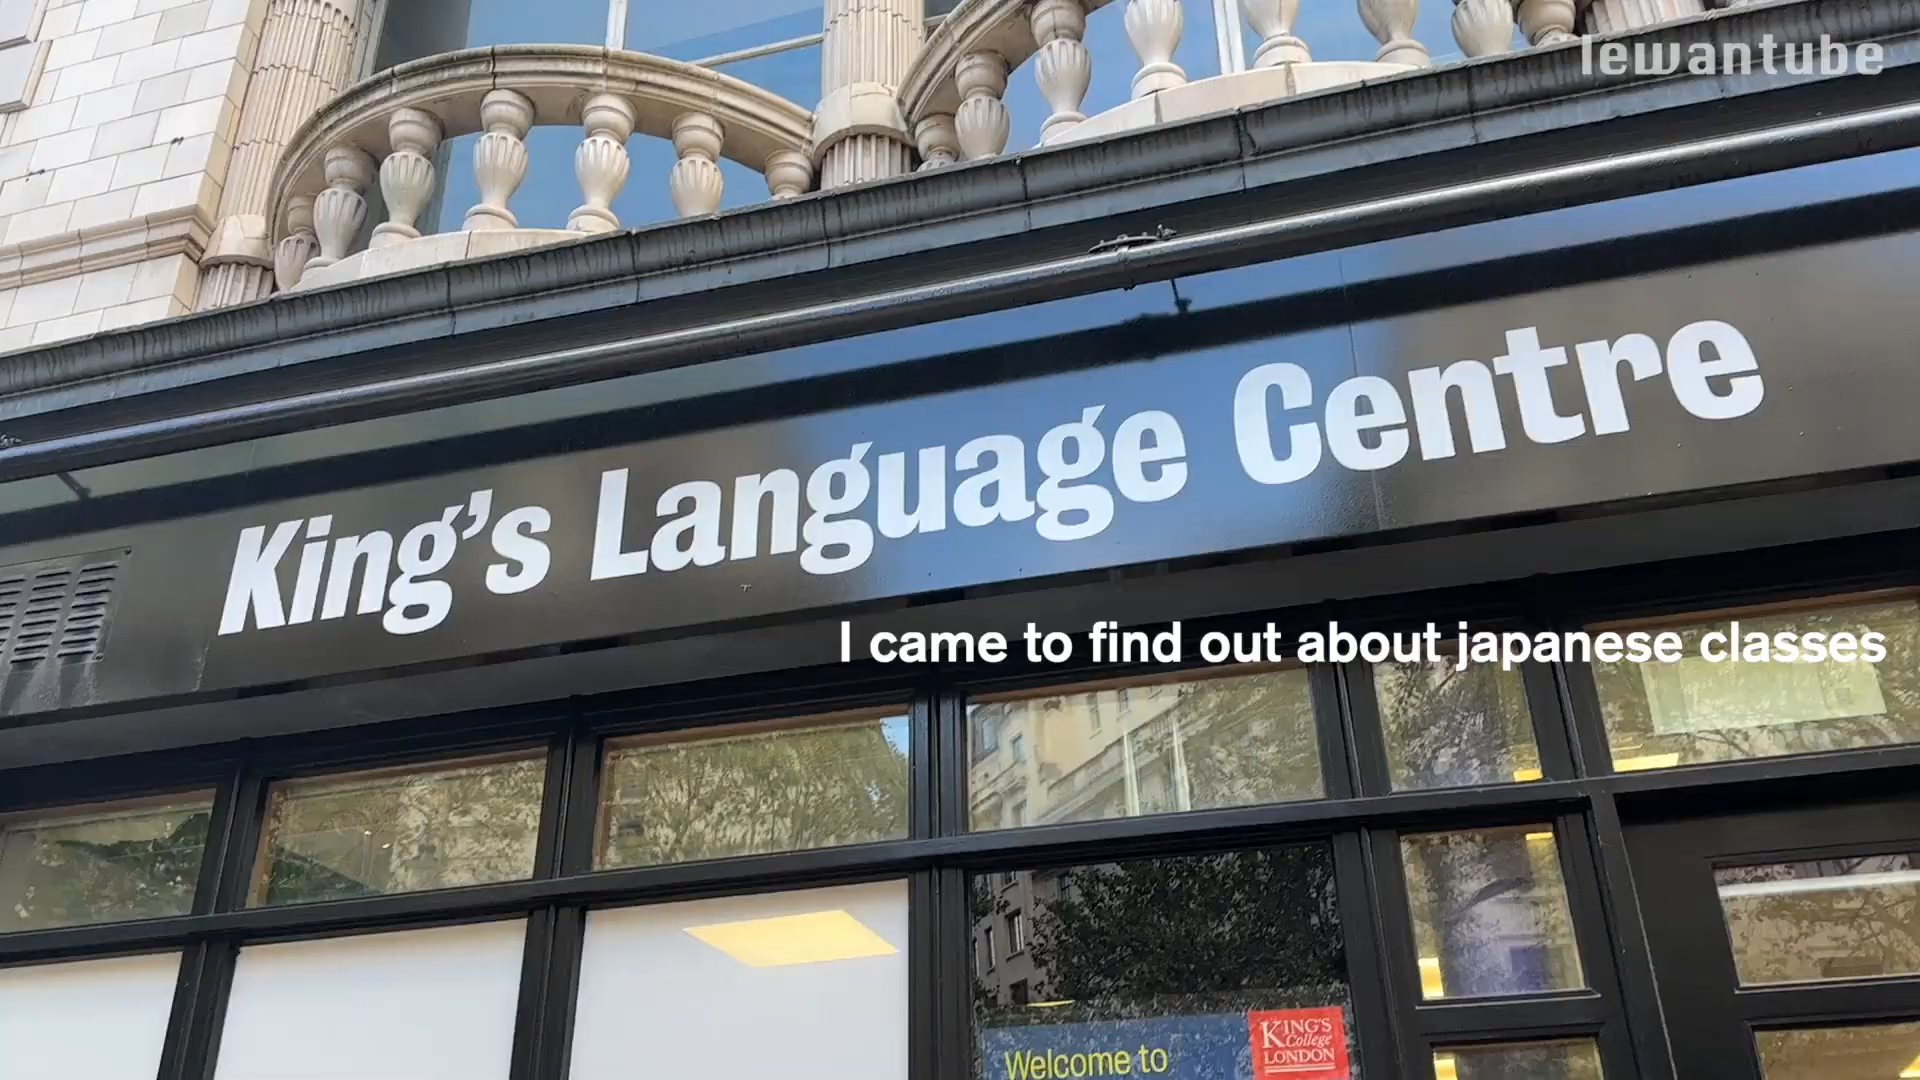 lewantube
King's Language Centre
I came to find out about japanese classes
Welcome to
KING'S
College
LONDON